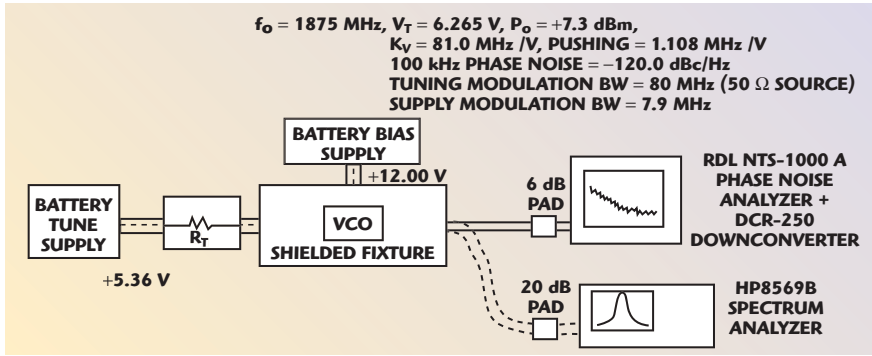 fo = 1875 MHz, VT = 6.265 V, Po = +7.3 dBm,
KV = 81.0 MHz /V, PUSHING = 1.108 MHz /V
100 kHz PHASE NOISE = −120.0 dBc/Hz
TUNING MODULATION BW = 80 MHz (50 Ω SOURCE)
SUPPLY MODULATION BW = 7.9 MHz
BATTERY BIAS
SUPPLY
+12.00 V
BATTERY
TUNE
SUPPLY
RT
VCO
SHIELDED FIXTURE
+5.36 V
6 dB
PAD
RDL NTS-1000 A
PHASE NOISE
ANALYZER +
DCR-250
DOWNCONVERTER
20 dB
PAD
HP8569B
SPECTRUM
ANALYZER